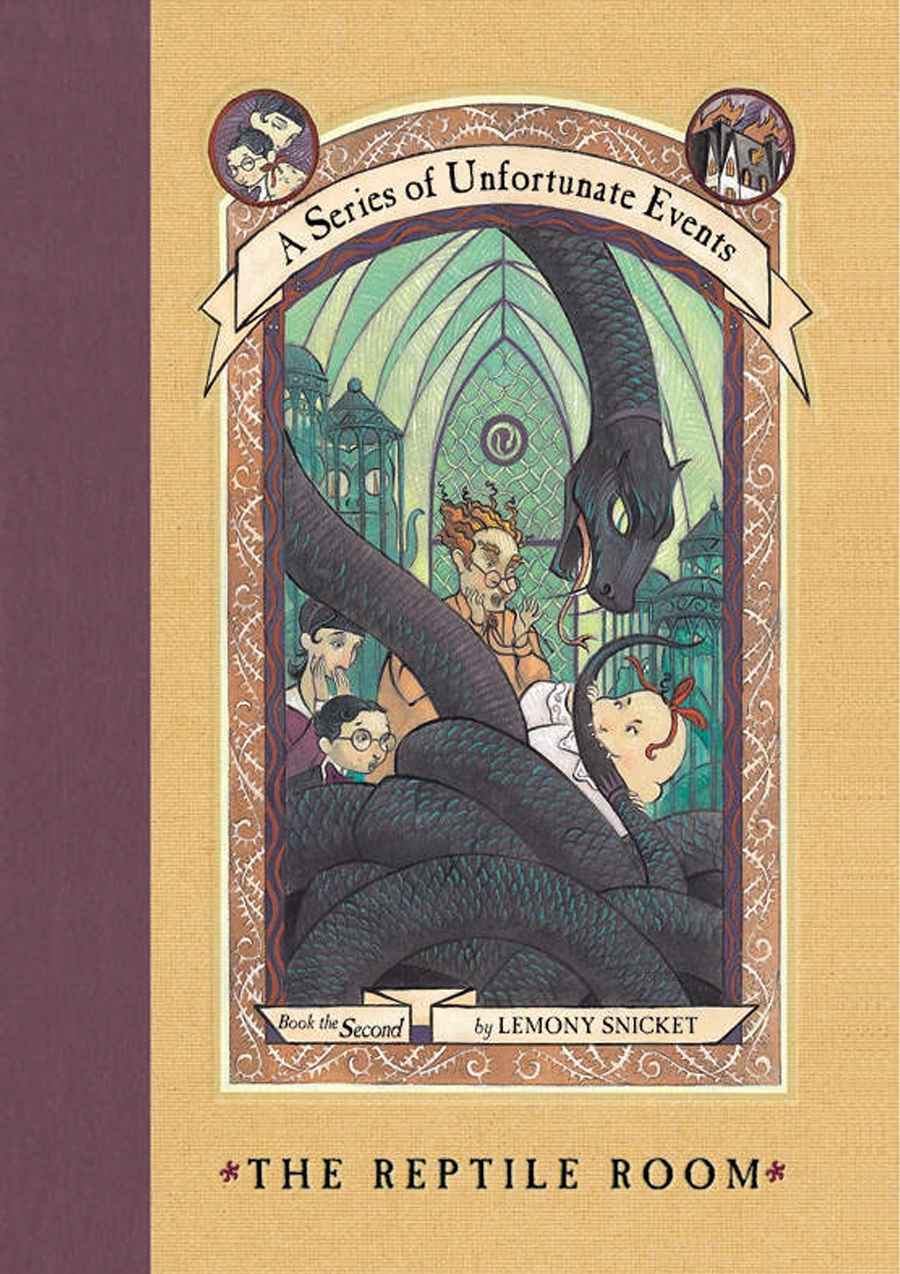 A Series of Unfortunate Events
Book the Second
by LEMONY SNICKET
THE REPTILE ROOM